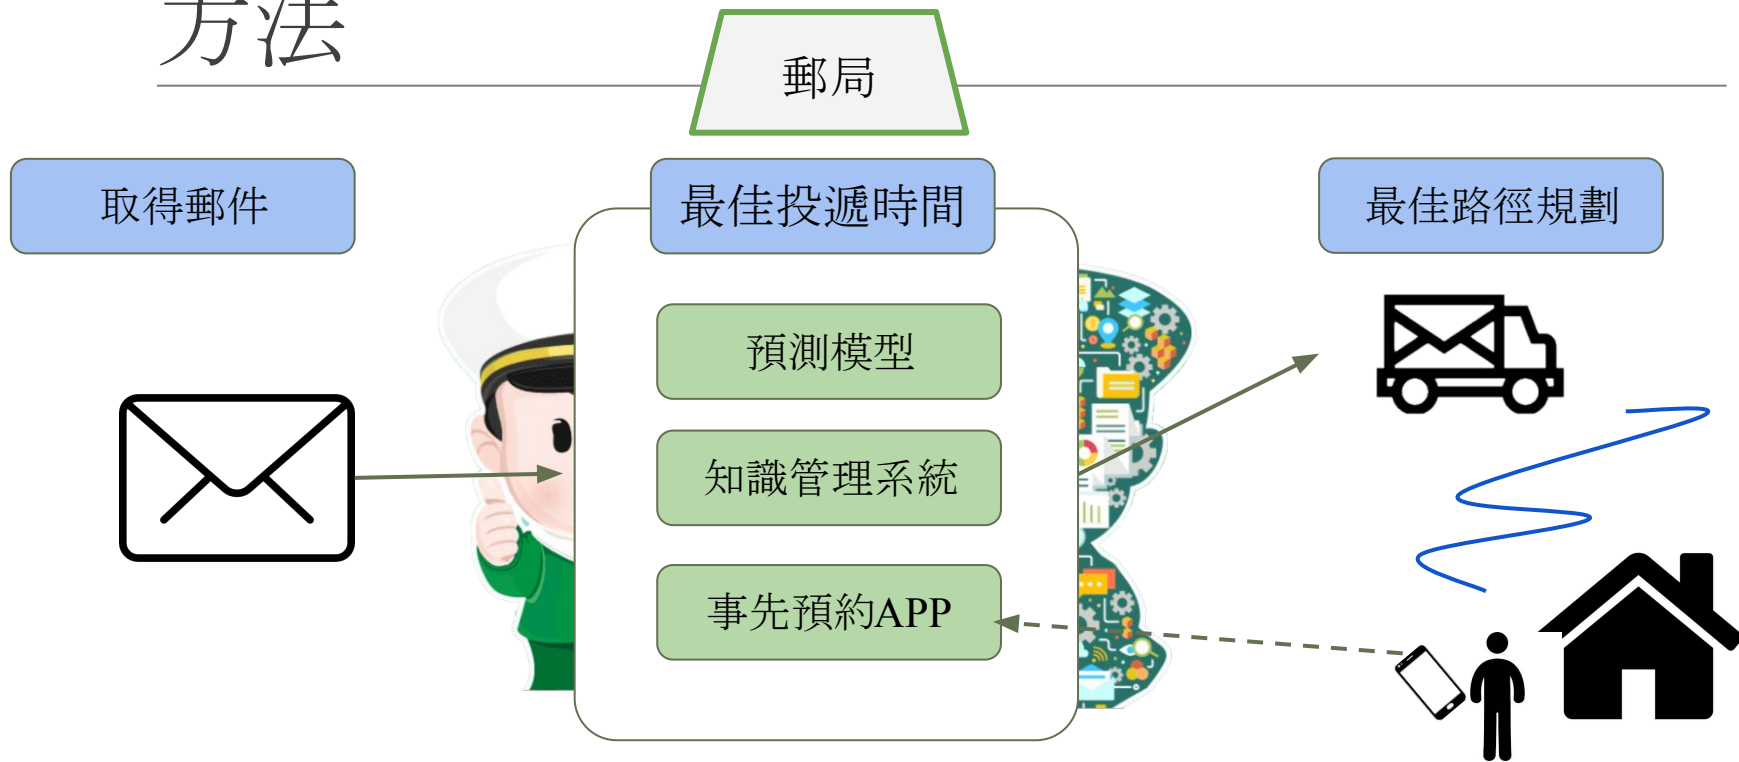 方法
郵局
取得郵件
最佳投遞時間
最佳路徑規劃
預測模型
知識管理系統
事先預約APP